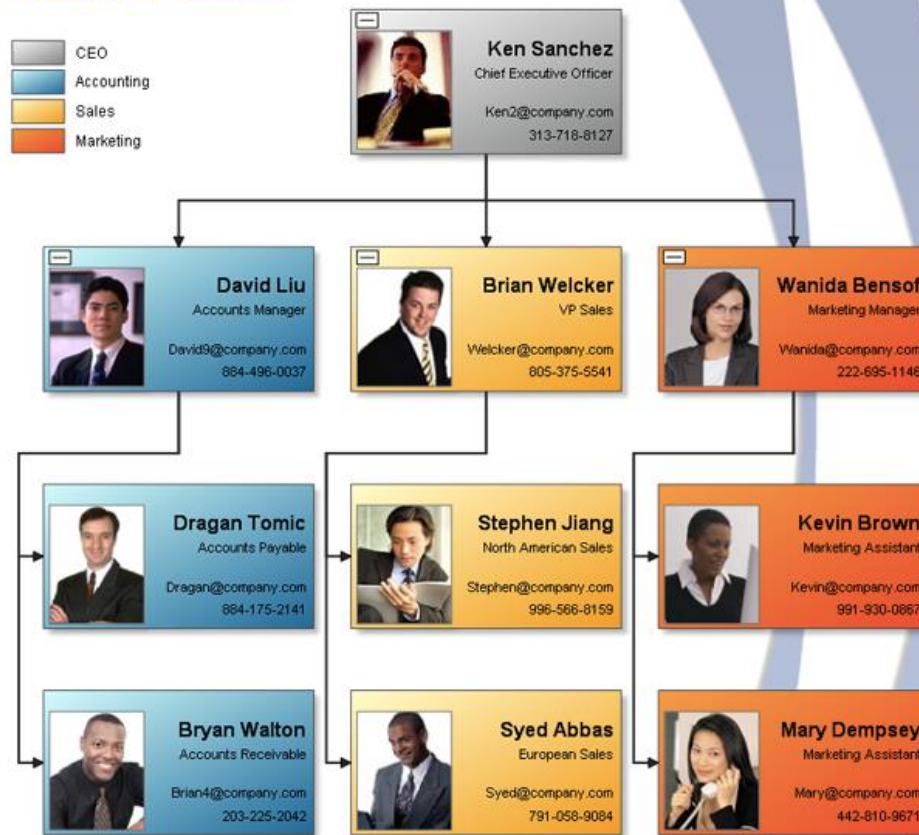 CEO
Accounting
Sales
Marketing
Ken Sanchez
Chief Executive Officer
Ken2@company.com
313-718-8127
David Liu
Accounts Manager
David9@company.com
884-496-0037
Brian Welcker
VP Sales
Welcker@company.com
805-375-5541
Wanida Bensof
Marketing Manager
Wanida@company.com
222-695-1146
Dragan Tomic
Accounts Payable
Dragan@company.com
884-175-2141
Stephen Jiang
North American Sales
Stephen@company.com
996-566-8159
Kevin Brown
Marketing Assistant
Kevin@company.com
991-930-0867
Bryan Walton
Accounts Receivable
Brian4@company.com
203-225-2042
Syed Abbas
European Sales
Syed@company.com
791-058-9084
Mary Dempsey
Marketing Assistant
Mary@company.com
442-810-9671